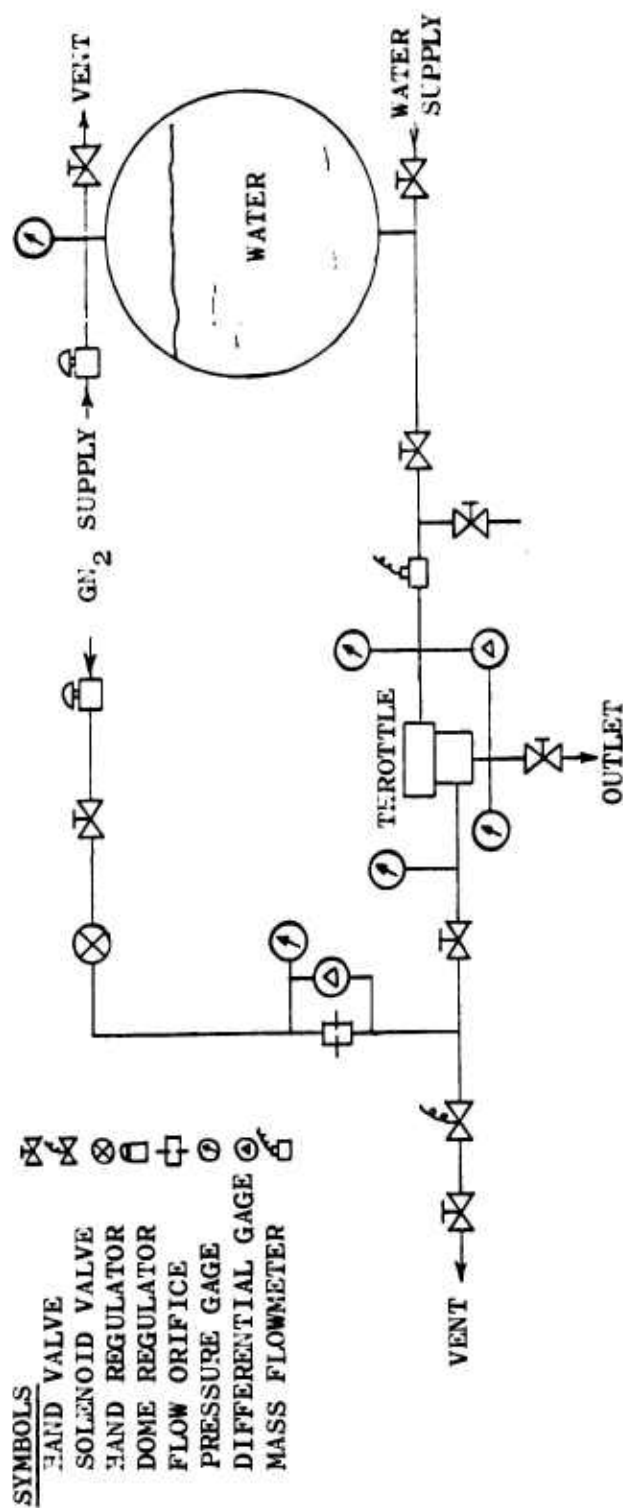 SYMBOLS
HAND VALVE
SOLENOID VALVE
HAND REGULATOR
DOME REGULATOR
FLOW ORIFICE
PRESSURE GAGE
DIFFERENTIAL GAGE
MASS FLOWMETER
GN2 SUPPLY
VENT
WATER
WATER
SUPPLY
THROTTLE
OUTLET
VENT